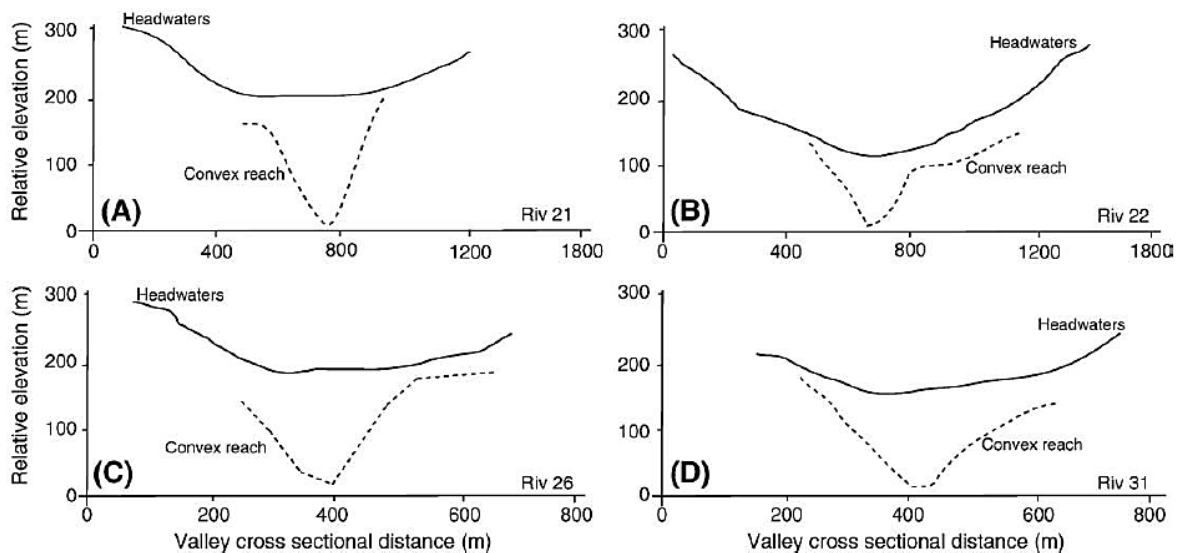 Relative elevation (m)
300
200
100
0
Headwaters
Convex reach
(A)
Riv 21
0 400 800 1200 1800
300
200
100
0
Headwaters
Convex reach
(B)
Riv 22
0 400 800 1200 1800
Relative elevation (m)
300
200
100
0
Headwaters
Convex reach
(C)
Riv 26
0 200 400 600 800
Valley cross sectional distance (m)
300
200
100
0
Headwaters
Convex reach
(D)
Riv 31
0 200 400 600 800
Valley cross sectional distance (m)